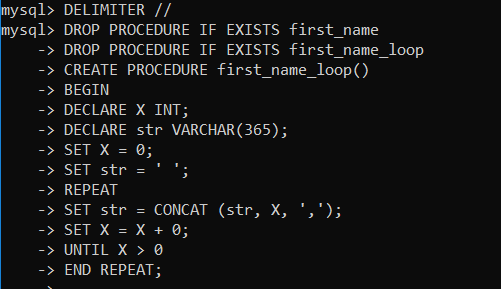 mysql> DELIMITER //
mysql> DROP PROCEDURE IF EXISTS first_name
    -> DROP PROCEDURE IF EXISTS first_name_loop
    -> CREATE PROCEDURE first_name_loop()
    -> BEGIN
    -> DECLARE X INT;
    -> DECLARE str VARCHAR(365);
    -> SET X = 0;
    -> SET str = ' ';
    -> REPEAT
    -> SET str = CONCAT (str, X, ',');
    -> SET X = X + 0;
    -> UNTIL X > 0
    -> END REPEAT;
    ->